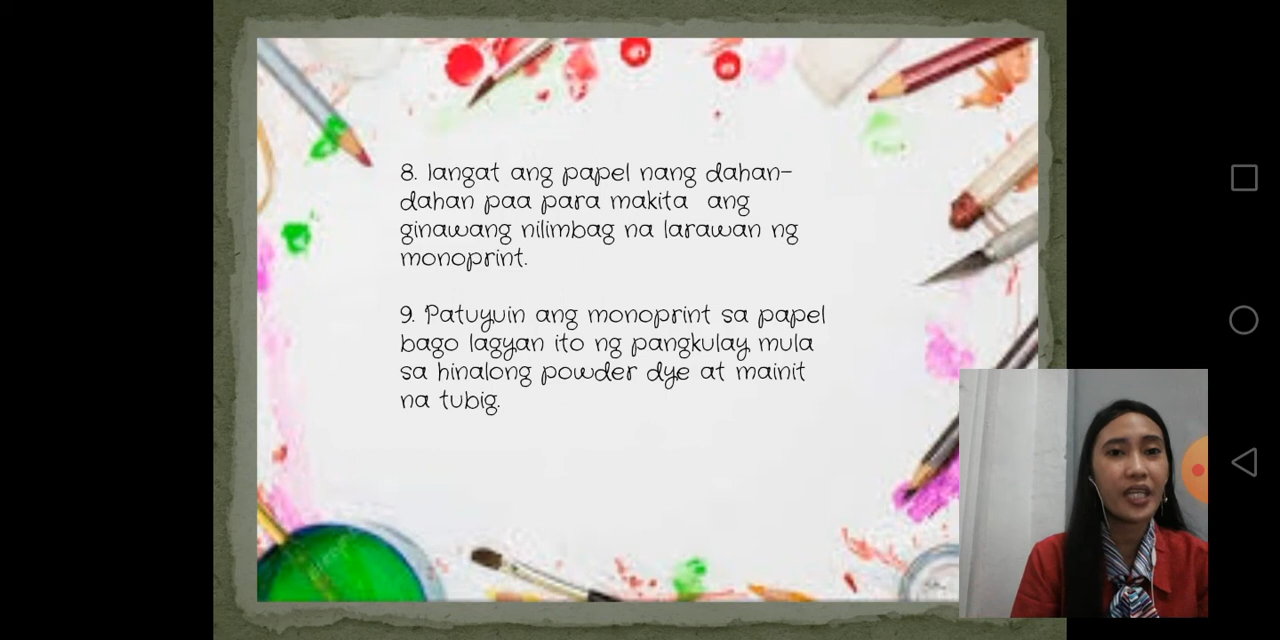 8. Iangat ang papel nang dahan-
dahan paa para makita ang
ginawang nilimbag na larawan ng
monoprint.
9. Patuyuin ang monoprint sa papel
bago lagyan ito ng pangkulay mula
sa hinalong powder dye at mainit
na tubig.